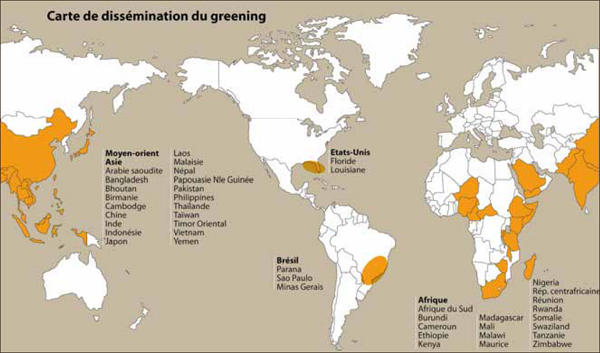 Carte de dissémination du greening
Moyen-orient
Asie
Arabie saoudite
Bangladesh
Bhoutan
Birmanie
Cambodge
Chine
Inde
Indonésie
Japon
Laos
Malaisie
Népal
Papouasie Nle Guinée
Pakistan
Philippines
Thaïlande
Taïwan
Timor Oriental
Vietnam
Yemen
Etats-Unis
Floride
Louisiane
Brésil
Parana
Sao Paulo
Minas Gerais
Afrique
Afrique du Sud
Burundi
Cameroun
Ethiopie
Kenya
Madagascar
Mali
Malawi
Maurice
Nigeria
Rép. centrafricaine
Réunion
Rwanda
Somalie
Swaziland
Tanzanie
Zimbabwe